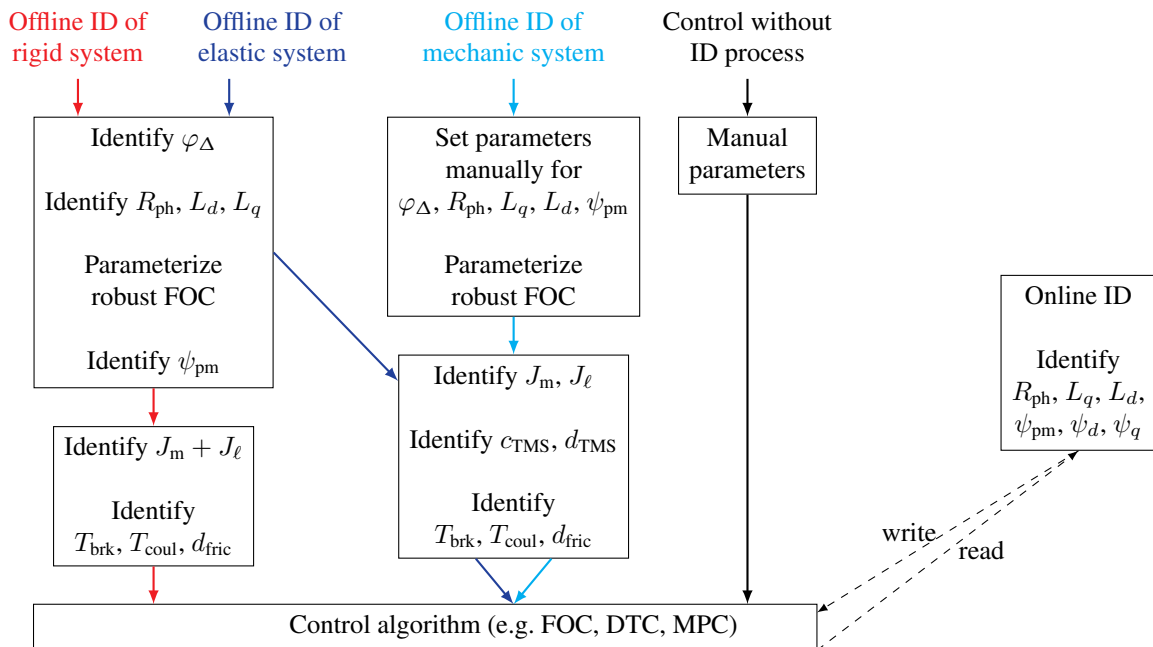 Offline ID of
rigid system
Offline ID of
elastic system
Offline ID of
mechanic system
Control without
ID process
Identify φ_Δ
Identify R_ph, L_d, L_q
Parameterize
robust FOC
Identify ψ_pm
Set parameters
manually for
φ_Δ, R_ph, L_q, L_d, ψ_pm
Parameterize
robust FOC
Manual
parameters
Online ID
Identify
R_ph, L_q, L_d,
ψ_pm, ψ_d, ψ_q
Identify J_m + J_ℓ
Identify
T_brk, T_coul, d_fric
Identify J_m, J_ℓ
Identify c_TMS, d_TMS
Identify
T_brk, T_coul, d_fric
write
read
Control algorithm (e.g. FOC, DTC, MPC)